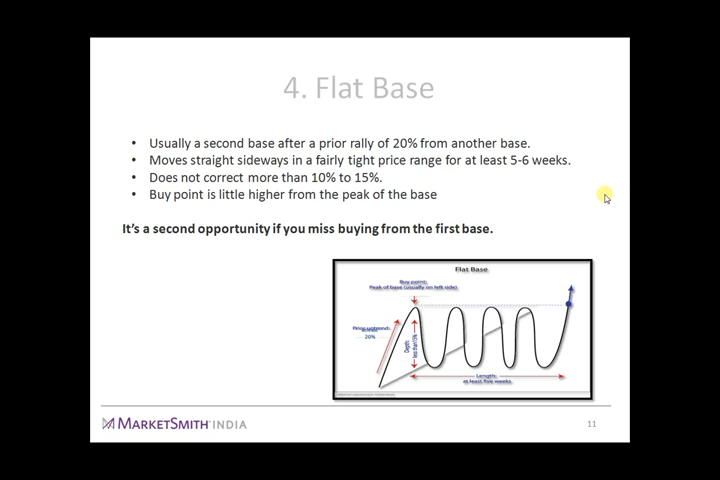 4. Flat Base
• Usually a second base after a prior rally of 20% from another base.
• Moves straight sideways in a fairly tight price range for at least 5-6 weeks.
• Does not correct more than 10% to 15%.
• Buy point is little higher from the peak of the base
It's a second opportunity if you miss buying from the first base.
Flat Base
Buy point:
Peak of base (usually on left side)
Prior uptrend:
20%
Depth:
less than 15%
Length:
at least five weeks
MARKETSMITH INDIA
11